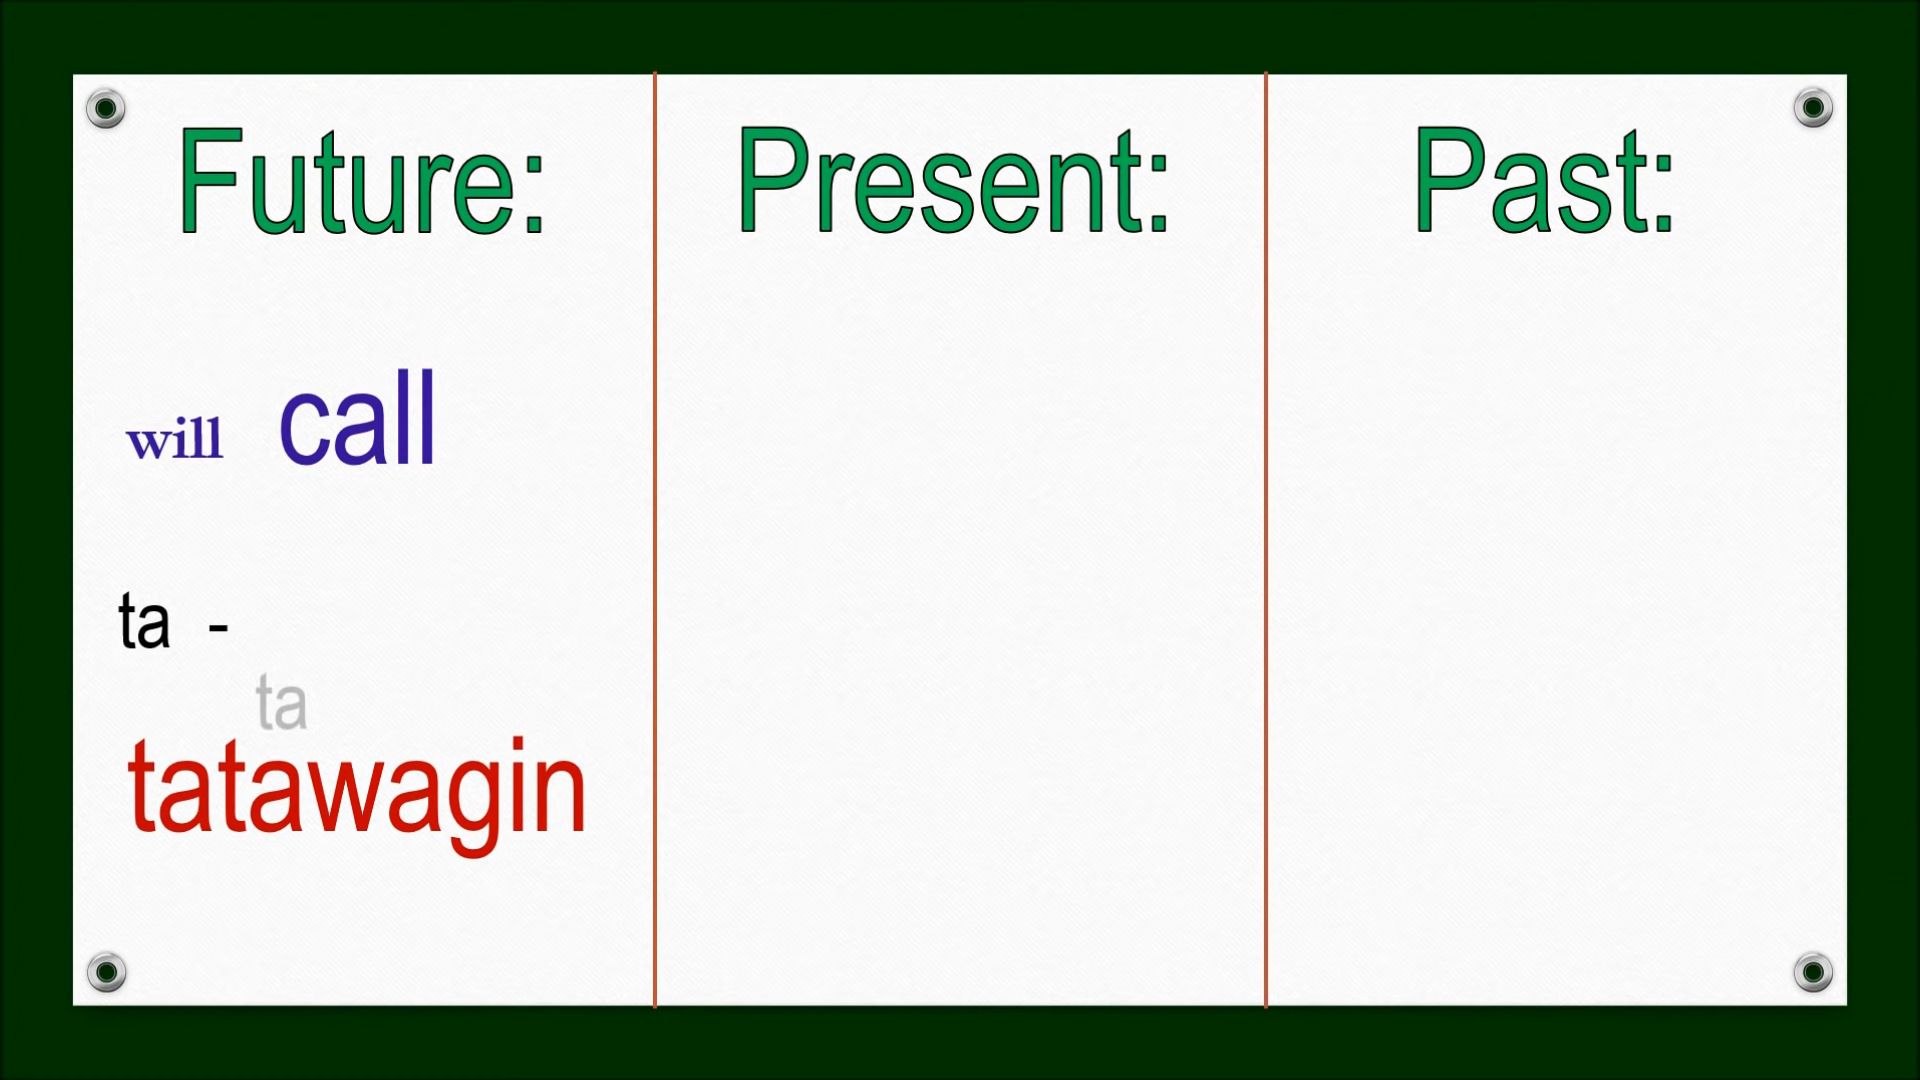 Future:
Present:
Past:
will call
ta -
ta
tatawagin